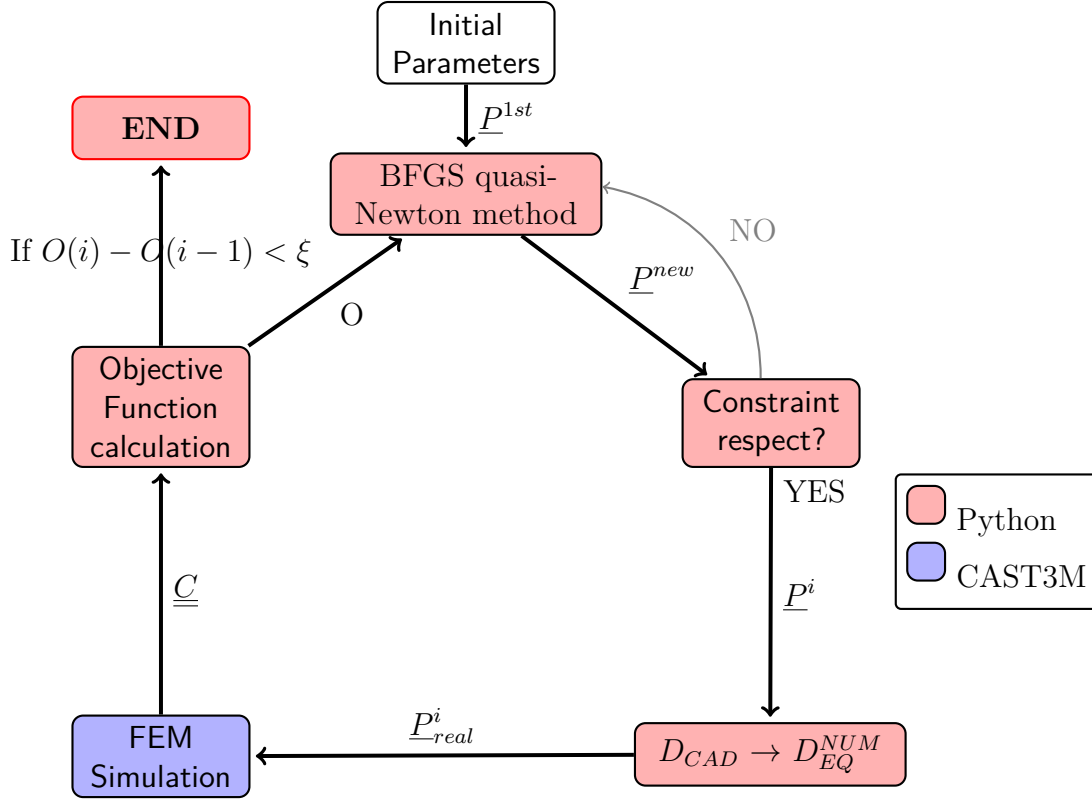 Initial
Parameters
P^{1st}
END
BFGS quasi-
Newton method
NO
If O(i) − O(i − 1) < ξ
P^{new}
O
Objective
Function
calculation
Constraint
respect?
YES
Python
CAST3M
C
P^i
P^i_{real}
FEM
Simulation
D_{CAD} → D_{EQ}^{NUM}